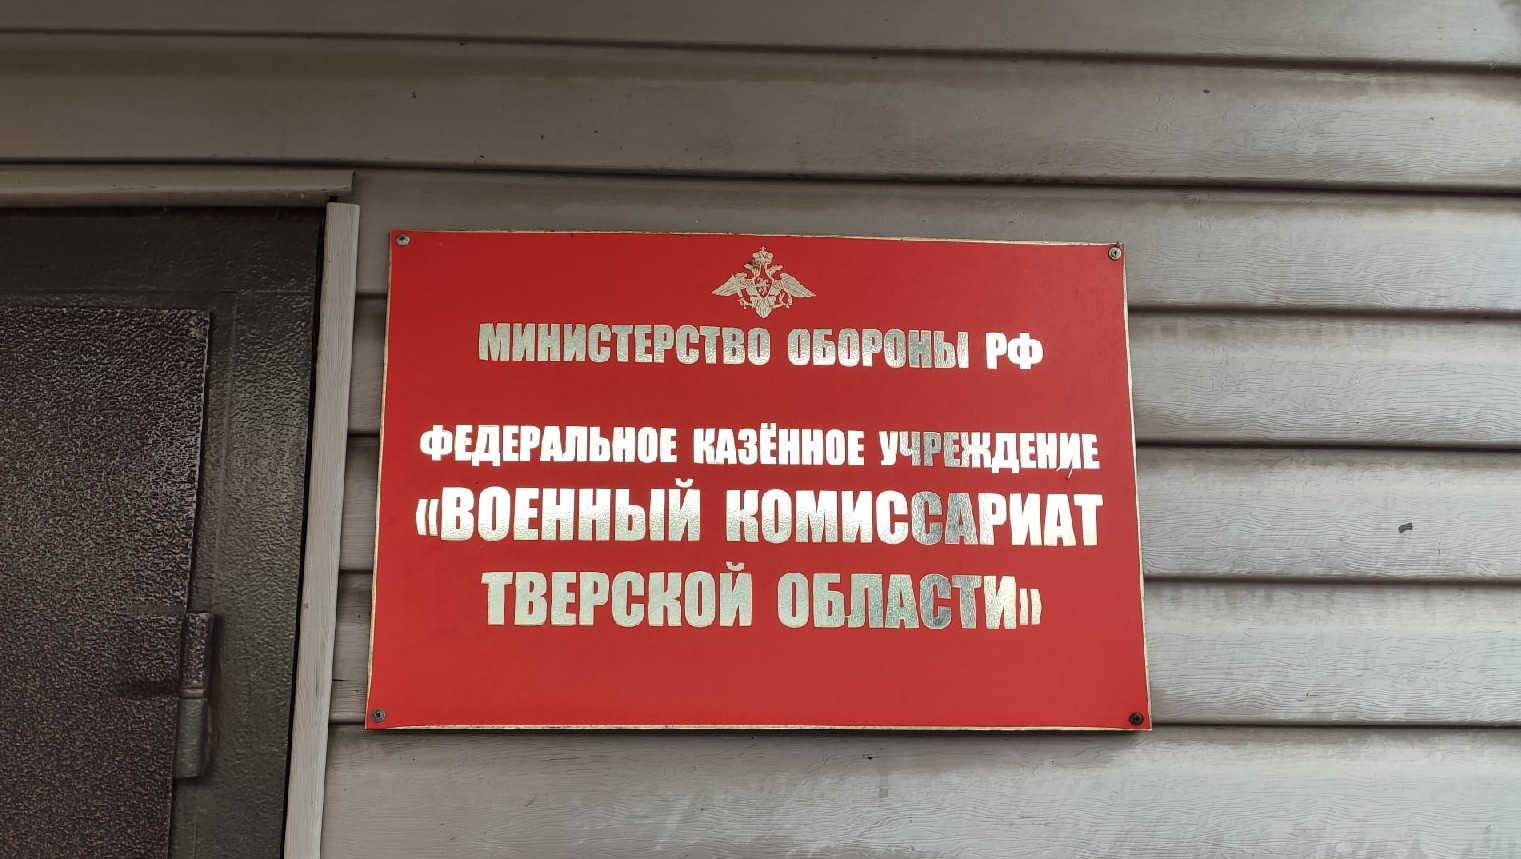 МИНИСТЕРСТВО ОБОРОНЫ РФ
ФЕДЕРАЛЬНОЕ КАЗЁННОЕ УЧРЕЖДЕНИЕ
«ВОЕННЫЙ КОМИССАРИАТ
ТВЕРСКОЙ ОБЛАСТИ»